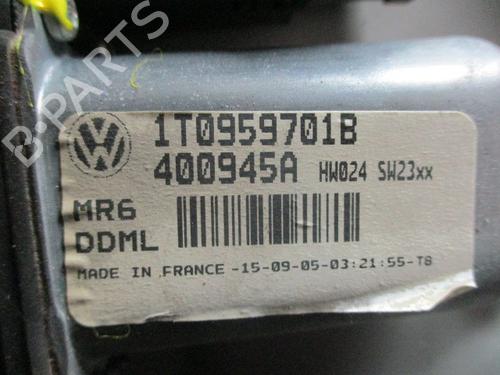 1T0959701B
400945A HW024 SW23xx
MR6
DDML
MADE IN FRANCE -15-09-05-03:21:55-T8
B-PARTS